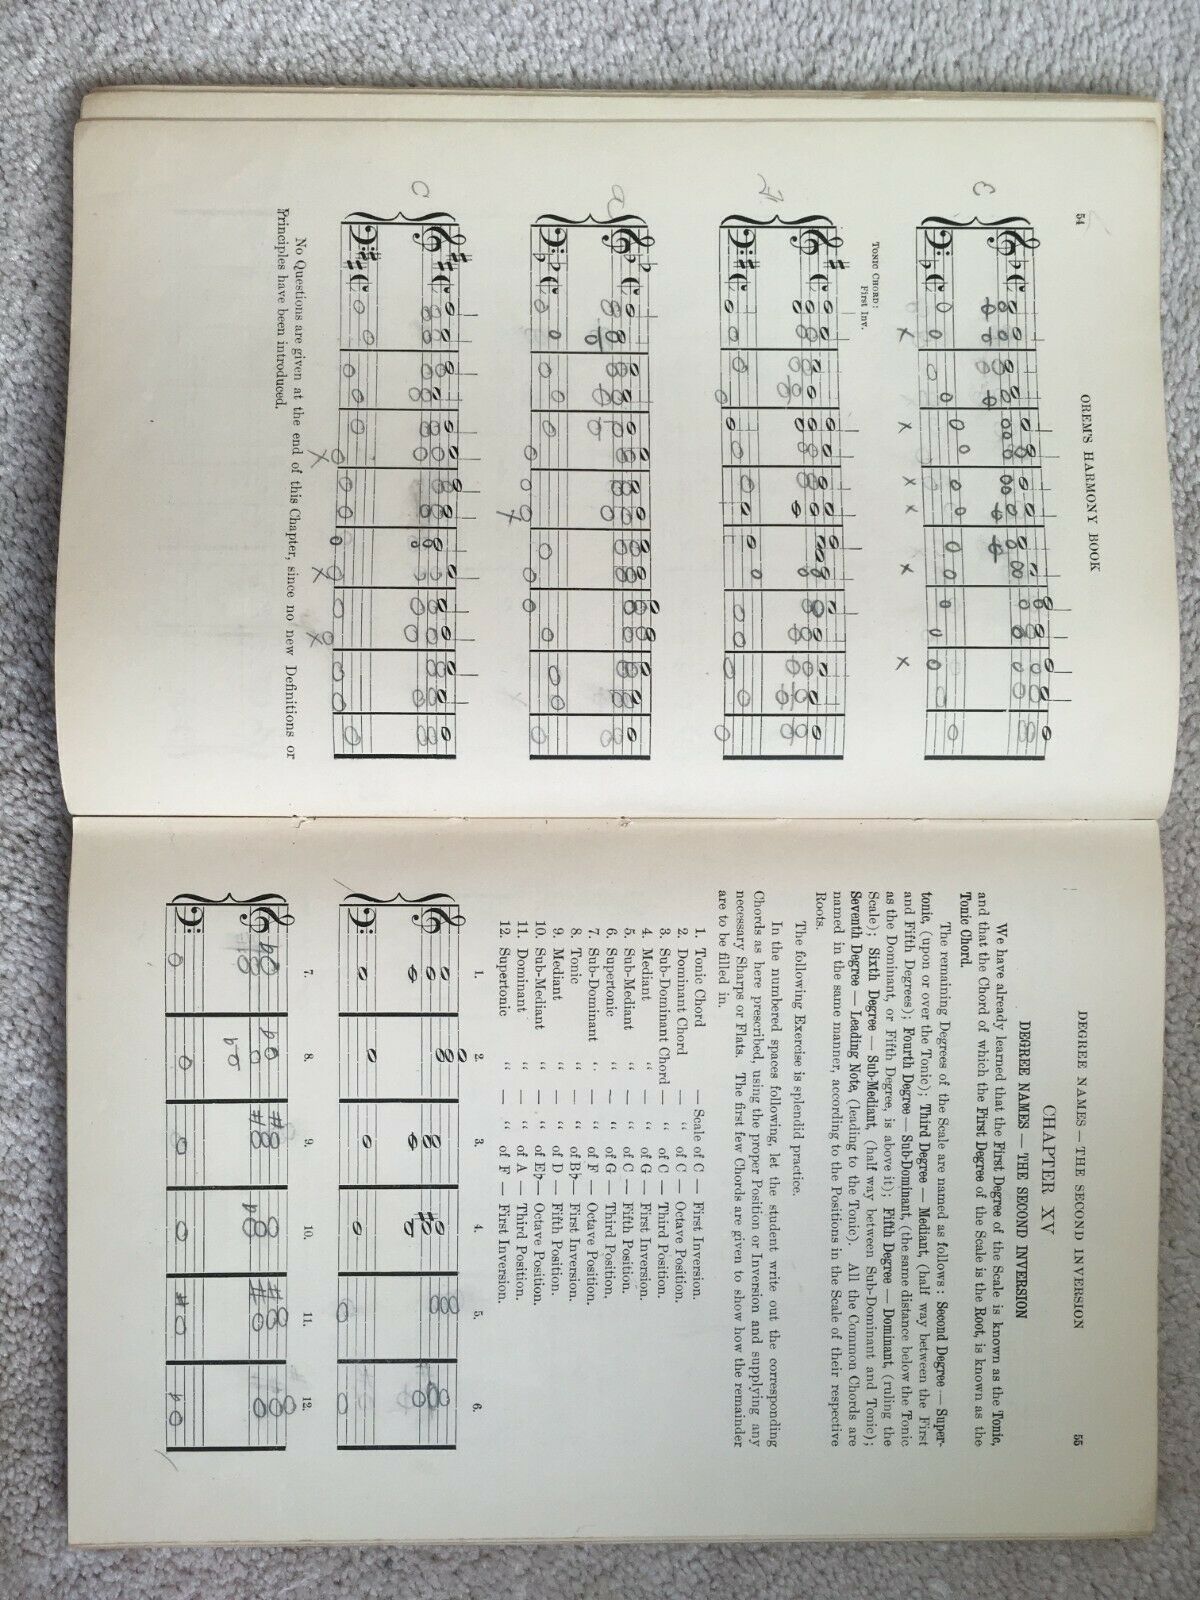 54
OREM'S HARMONY BOOK
TONIC CHORD:
First Inv.
No Questions are given at the end of this Chapter, since no new Definitions or
Principles have been introduced.
DEGREE NAMES — THE SECOND INVERSION
55
CHAPTER XV
DEGREE NAMES — THE SECOND INVERSION
We have already learned that the First Degree of the Scale is known as the Tonic,
and that the Chord of which the First Degree of the Scale is the Root, is known as the
Tonic Chord.
The remaining Degrees of the Scale are named as follows: Second Degree — Super-
tonic, (upon or over the Tonic); Third Degree — Mediant, (half way between the First
and Fifth Degrees); Fourth Degree — Sub-Dominant, (the same distance below the Tonic
as the Dominant, or Fifth Degree, is above it); Fifth Degree — Dominant, (ruling the
Scale); Sixth Degree — Sub-Mediant, (half way between Sub-Dominant and Tonic);
Seventh Degree — Leading Note, (leading to the Tonic). All the Common Chords are
named in the same manner, according to the Positions in the Scale of their respective
Roots.
The following Exercise is splendid practice.
In the numbered spaces following, let the student write out the corresponding
Chords as here prescribed, using the proper Position or Inversion and supplying any
necessary Sharps or Flats. The first few Chords are given to show how the remainder
are to be filled in.
1. Tonic Chord — Scale of C — First Inversion.
2. Dominant Chord — “ of C — Octave Position.
3. Sub-Dominant Chord — “ of C — Third Position.
4. Mediant “ — “ of G — First Inversion.
5. Sub-Mediant “ — “ of C — Fifth Position.
6. Supertonic “ — “ of G — Third Position.
7. Sub-Dominant “ — “ of F — Octave Position.
8. Tonic “ — “ of B♭ — First Inversion.
9. Mediant “ — “ of D — Fifth Position.
10. Sub-Mediant “ — “ of E♭ — Octave Position.
11. Dominant “ — “ of A — Third Position.
12. Supertonic “ — “ of F — First Inversion.
1. 2. 3. 4. 5. 6.
7. 8. 9. 10. 11. 12.